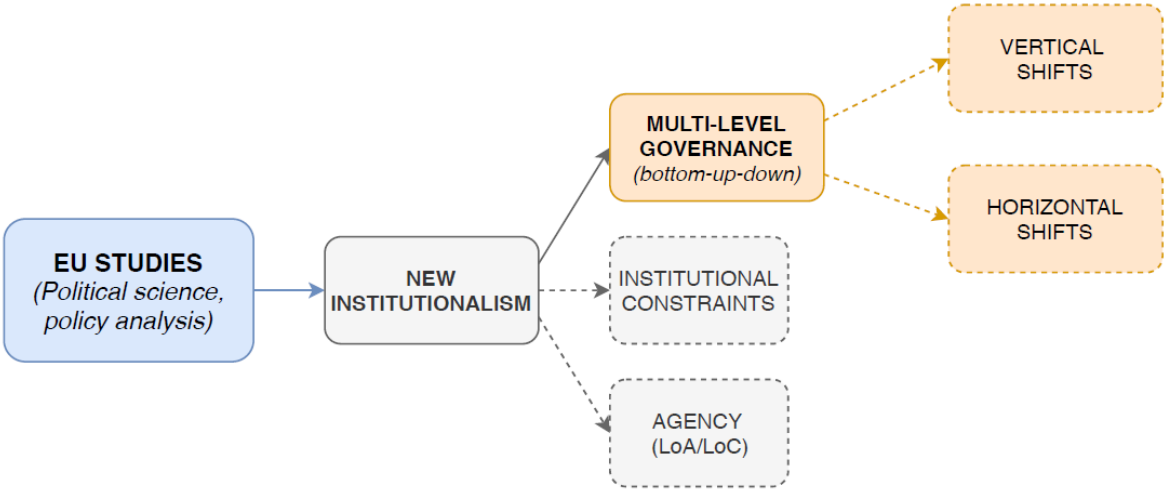 EU STUDIES
(Political science,
policy analysis)
NEW
INSTITUTIONALISM
MULTI-LEVEL
GOVERNANCE
(bottom-up-down)
INSTITUTIONAL
CONSTRAINTS
AGENCY
(LoA/LoC)
VERTICAL
SHIFTS
HORIZONTAL
SHIFTS